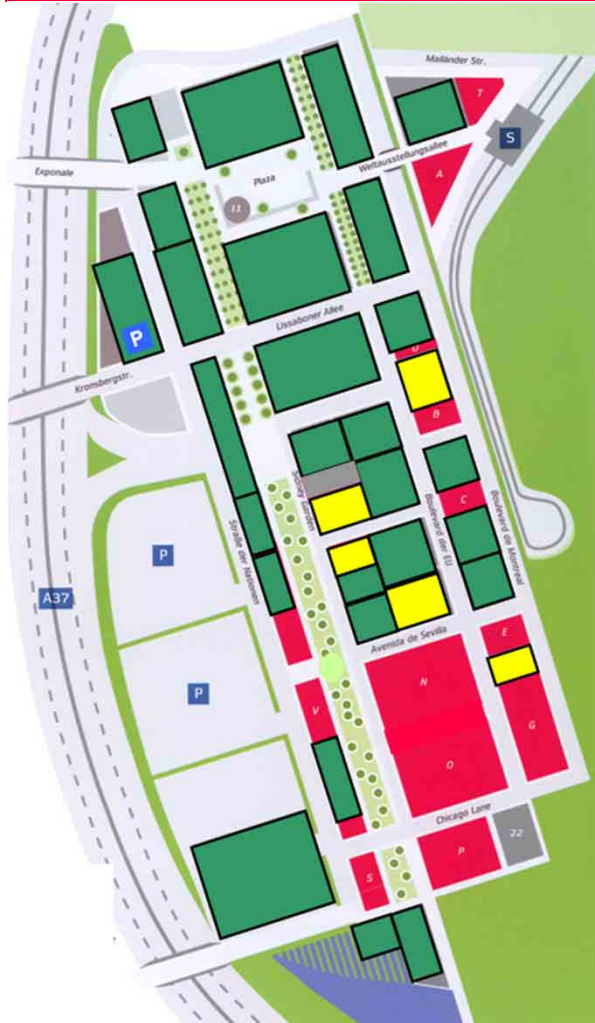 Mailänder Str.
T
S
Weltausstellungsallee
Exponale
A
Plaza
11
Lissaboner Allee
P
D
Kronsbergstr.
B
Sidney Garden
C
Boulevard der EU
Boulevard de Montreal
Straße der Nationen
P
A37
Avenida de Sevilla
E
N
P
V
G
O
Chicago Lane
22
P
S